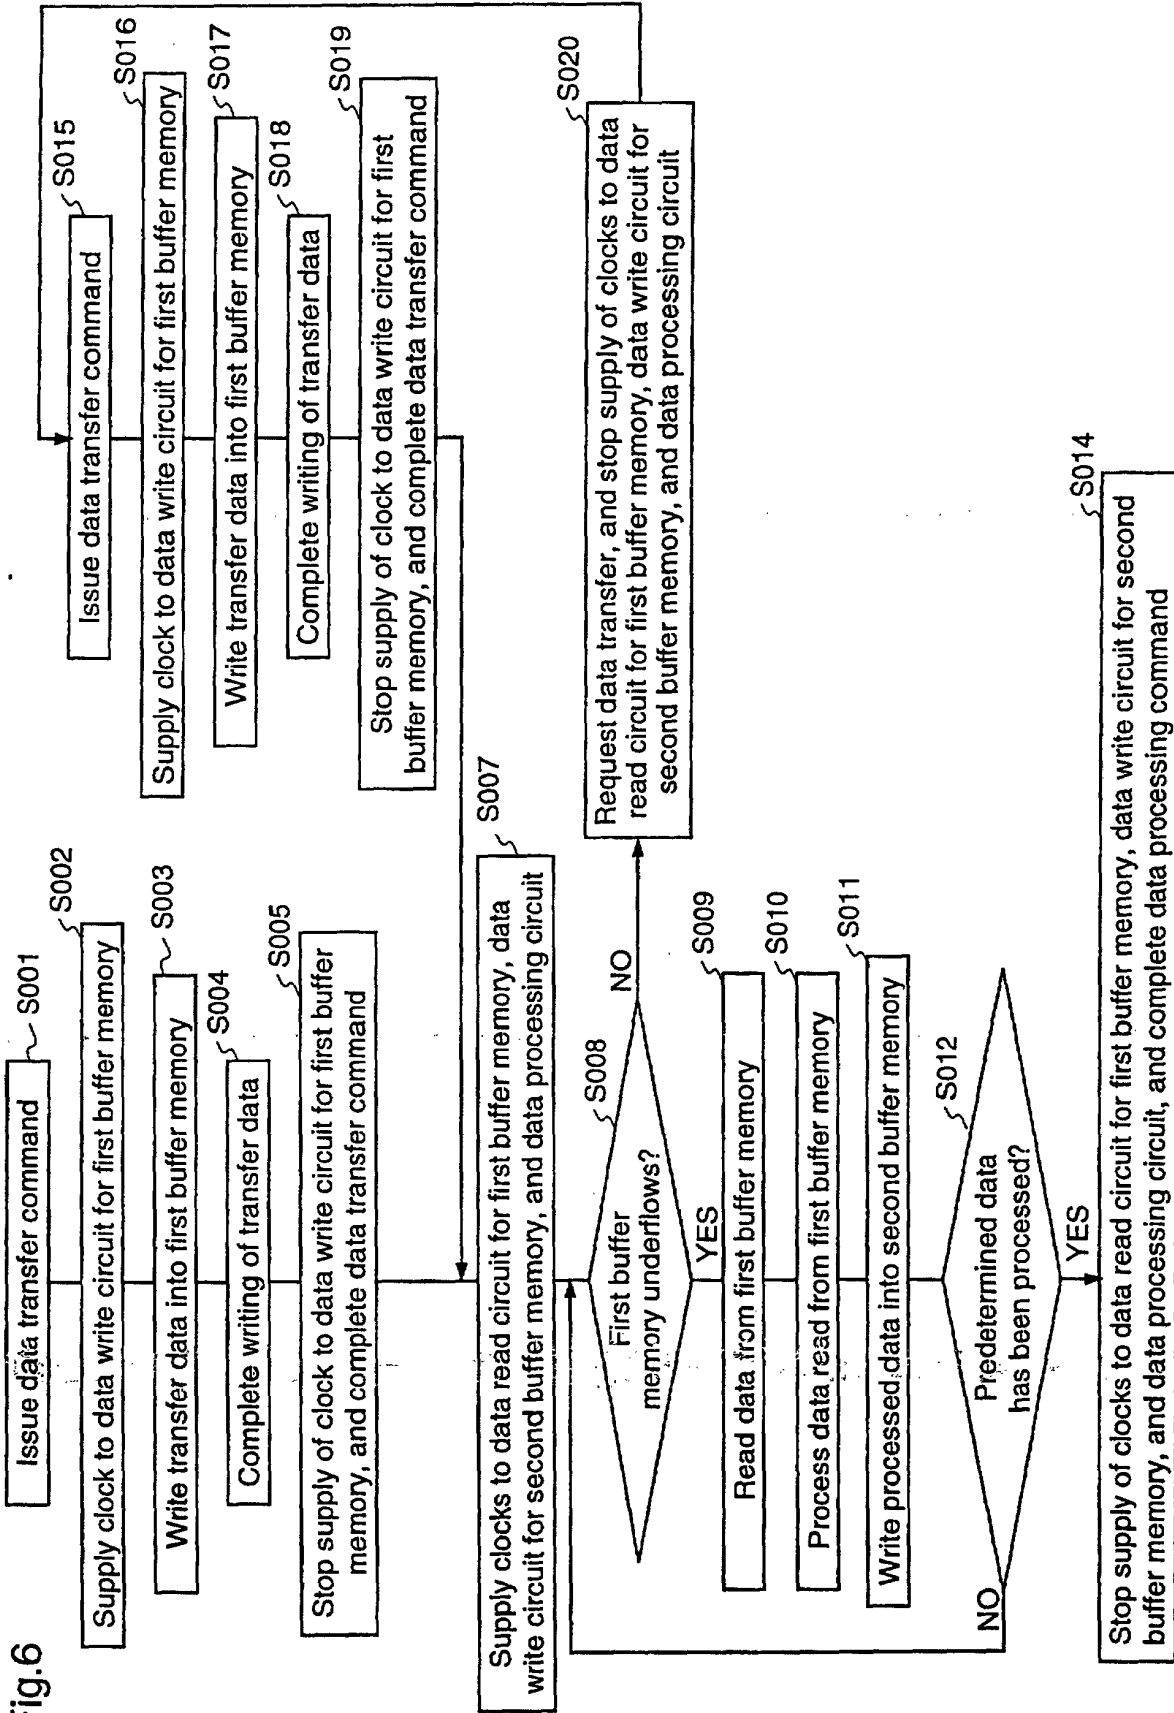 Fig.6
Issue data transfer command
S001
Supply clock to data write circuit for first buffer memory
S002
Write transfer data into first buffer memory
S003
Complete writing of transfer data
S004
Stop supply of clock to data write circuit for first buffer
memory, and complete data transfer command
S005
Supply clocks to data read circuit for first buffer memory, data
write circuit for second buffer memory, and data processing circuit
S007
First buffer
memory underflows?
S008
NO
YES
Read data from first buffer memory
S009
Process data read from first buffer memory
S010
Write processed data into second buffer memory
S011
Predetermined data
has been processed?
S012
NO
YES
Stop supply of clocks to data read circuit for first buffer memory, data write circuit for second
buffer memory, and data processing circuit, and complete data processing command
S014
Issue data transfer command
S015
Supply clock to data write circuit for first buffer memory
S016
Write transfer data into first buffer memory
S017
Complete writing of transfer data
S018
Stop supply of clock to data write circuit for first
buffer memory, and complete data transfer command
S019
Request data transfer, and stop supply of clocks to data
read circuit for first buffer memory, data write circuit for
second buffer memory, and data processing circuit
S020